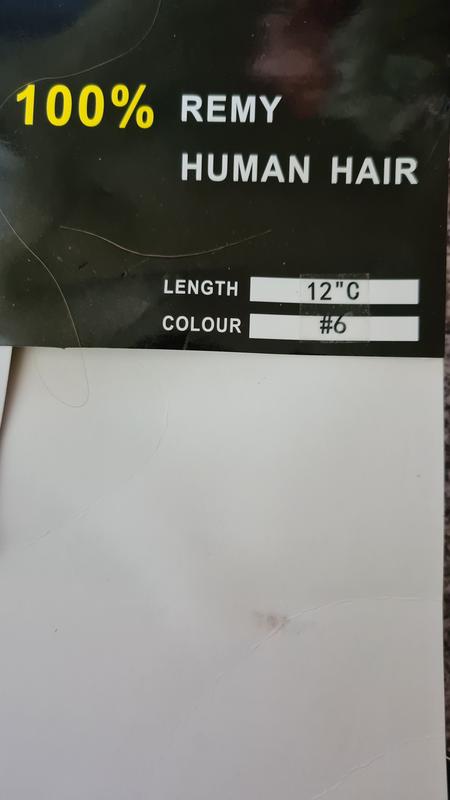 100% REMY
HUMAN HAIR
LENGTH 12"C
COLOUR #6